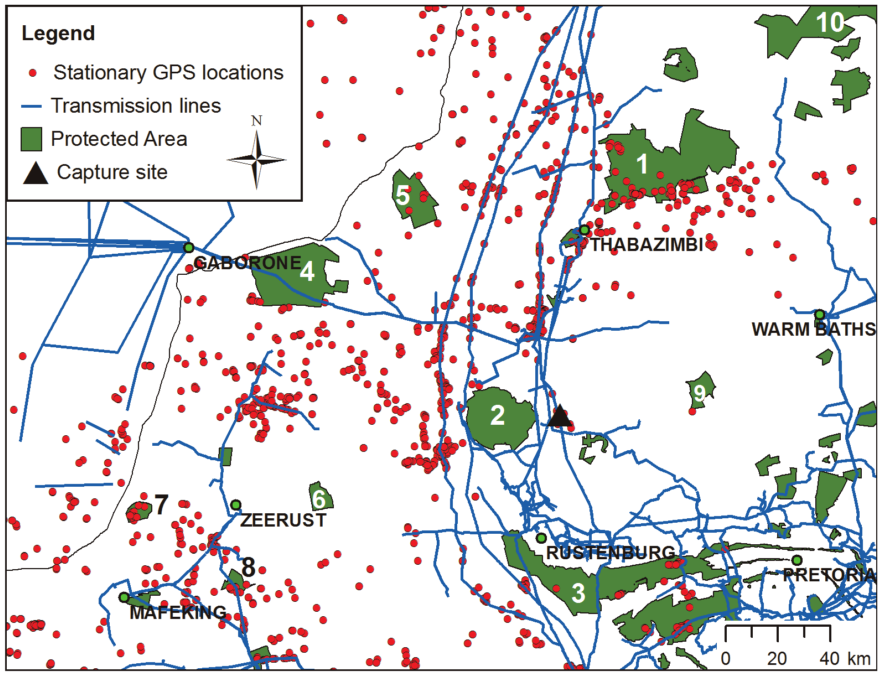 Legend
Stationary GPS locations
Transmission lines
Protected Area
Capture site
N
10
1
5
THABAZIMBI
GABORONE
4
WARM BATHS
2
9
7
6
ZEERUST
8
RUSTENBURG
PRETORIA
3
MAFEKING
0 20 40 km